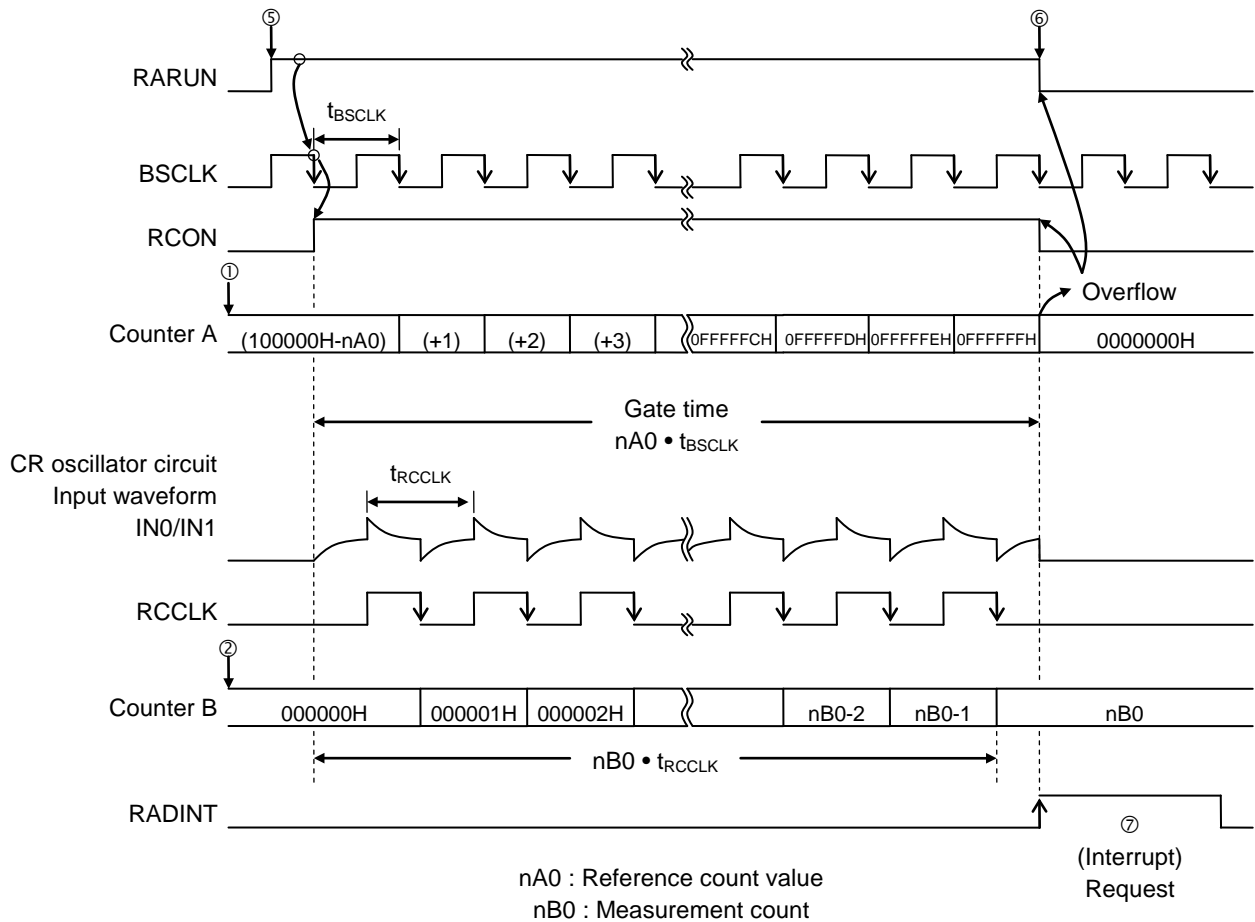 ⑤ ⑥
RARUN
tBSCLK
BSCLK
RCON
①
Overflow
Counter A (100000H-nA0) (+1) (+2) (+3) 0FFFFFCH 0FFFFFDH 0FFFFFEH 0FFFFFFH 0000000H
Gate time
nA0 • tBSCLK
CR oscillator circuit
Input waveform
IN0/IN1
tRCCLK
RCCLK
②
Counter B 000000H 000001H 000002H nB0-2 nB0-1 nB0
nB0 • tRCCLK
RADINT
⑦
(Interrupt)
Request
nA0 : Reference count value
nB0 : Measurement count